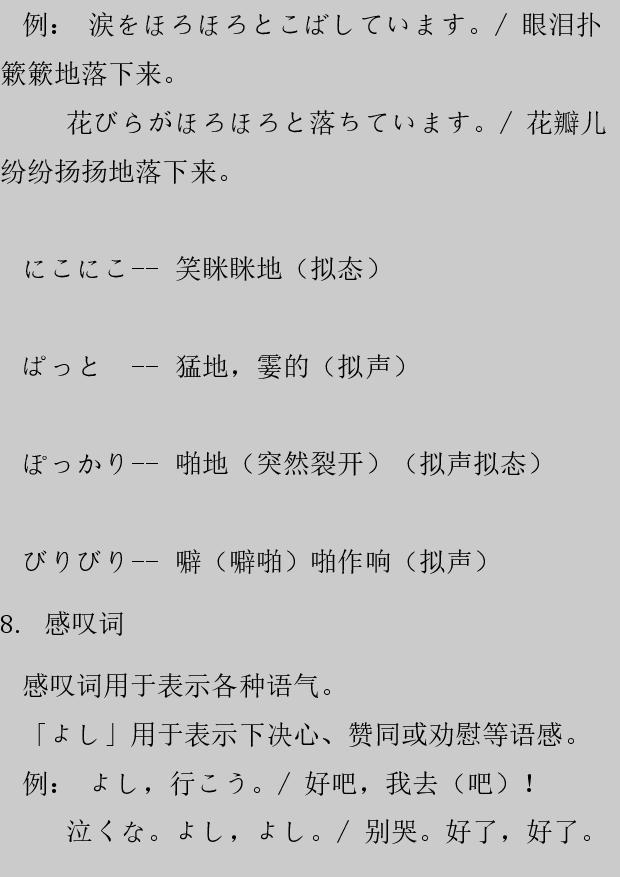 例： 涙をほろほろとこばしています。/ 眼泪扑
簌簌地落下来。
花びらがほろほろと落ちています。/ 花瓣儿
纷纷扬扬地落下来。
にこにこ-- 笑眯眯地（拟态）
ぱっと -- 猛地，霎的（拟声）
ぽっかり-- 啪地（突然裂开）（拟声拟态）
びりびり-- 噼（噼啪）啪作响（拟声）
8. 感叹词
感叹词用于表示各种语气。
「よし」用于表示下决心、赞同或劝慰等语感。
例： よし，行こう。/ 好吧，我去（吧）!
泣くな。よし，よし。/ 别哭。好了，好了。